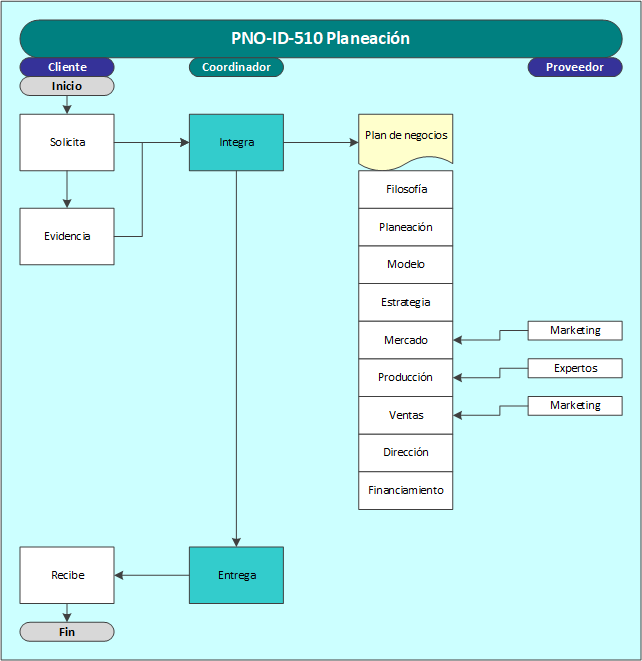 PNO-ID-510 Planeación
Cliente
Coordinador
Proveedor
Inicio
Solicita
Integra
Plan de negocios
Filosofía
Evidencia
Planeación
Modelo
Estrategia
Mercado
Marketing
Producción
Expertos
Ventas
Marketing
Dirección
Financiamiento
Recibe
Entrega
Fin